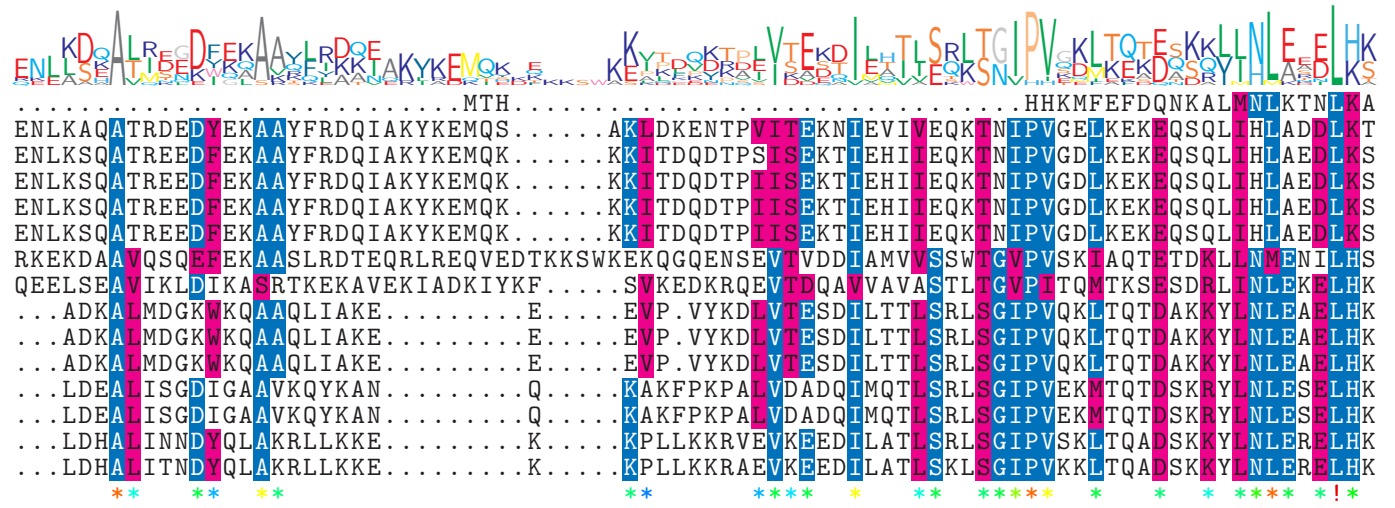 ............................MTH................................HHKMFEFDQNKALMNLKTNLKA
ENLKAQATRDEDYEKAAYFRDQIAKYKEMQS......AKLDKENTPVITEKNIEVIVEQKTNIPVGELKEKEQSQLIHLADDLKT
ENLKSQATREEDFEKAAYFRDQIAKYKEMQK......KKITDQDTPSISEKTIEHIIEQKTNIPVGDLKEKEQSQLIHLAEDLKS
ENLKSQATREEDFEKAAYFRDQIAKYKEMQK......KKITDQDTPIISEKTIEHIIEQKTNIPVGDLKEKEQSQLIHLAEDLKS
ENLKSQATREEDFEKAAYFRDQIAKYKEMQK......KKITDQDTPIISEKTIEHIIEQKTNIPVGDLKEKEQSQLIHLAEDLKS
ENLKSQATREEDFEKAAYFRDQIAKYKEMQK......KKITDQDTPIISEKTIEHIIEQKTNIPVGDLKEKEQSQLIHLAEDLKS
RKEKDAAVQSQEFEKAASLRDTEQRLREQVEDTKKSWKEKQGQENSEVTVDDIAMVVSSWTGVPVSKIAQTETDKLLNMENILHS
QEELSEAVIKLDIKASRTKEKAVEKIADKIYKF.....SVKEDKRQEVTDQAVVAVASTLTGVPITQMTKSESDRLINLEKELHK
...ADKALMDGKWKQAAQLIAKE.........E.....EVP.VYKDLVTESDILTTLSRLSGIPVQKLTQTDAKKYLNLEAELHK
...ADKALMDGKWKQAAQLIAKE.........E.....EVP.VYKDLVTESDILTTLSRLSGIPVQKLTQTDAKKYLNLEAELHK
...ADKALMDGKWKQAAQLIAKE.........E.....EVP.VYKDLVTESDILTTLSRLSGIPVQKLTQTDAKKYLNLEAELHK
...LDEALISGDIGAAVKQYKAN.........Q.....KAKFPKPALVDADQIMQTLSRLSGIPVEKMTQTDSKRYLNLESELHK
...LDEALISGDIGAAVKQYKAN.........Q.....KAKFPKPALVDADQIMQTLSRLSGIPVEKMTQTDSKRYLNLESELHK
...LDHALINNDYQLAKRLLKKE.........K.....KPLLKKRVEVKEEDILATLSRLSGIPVSKLTQADSKKYLNLERELHK
...LDHALITNDYQLAKRLLKKE.........K.....KPLLKKRAEVKEEDILATLSKLSGIPVKKLTQADSKKYLNLERELHK